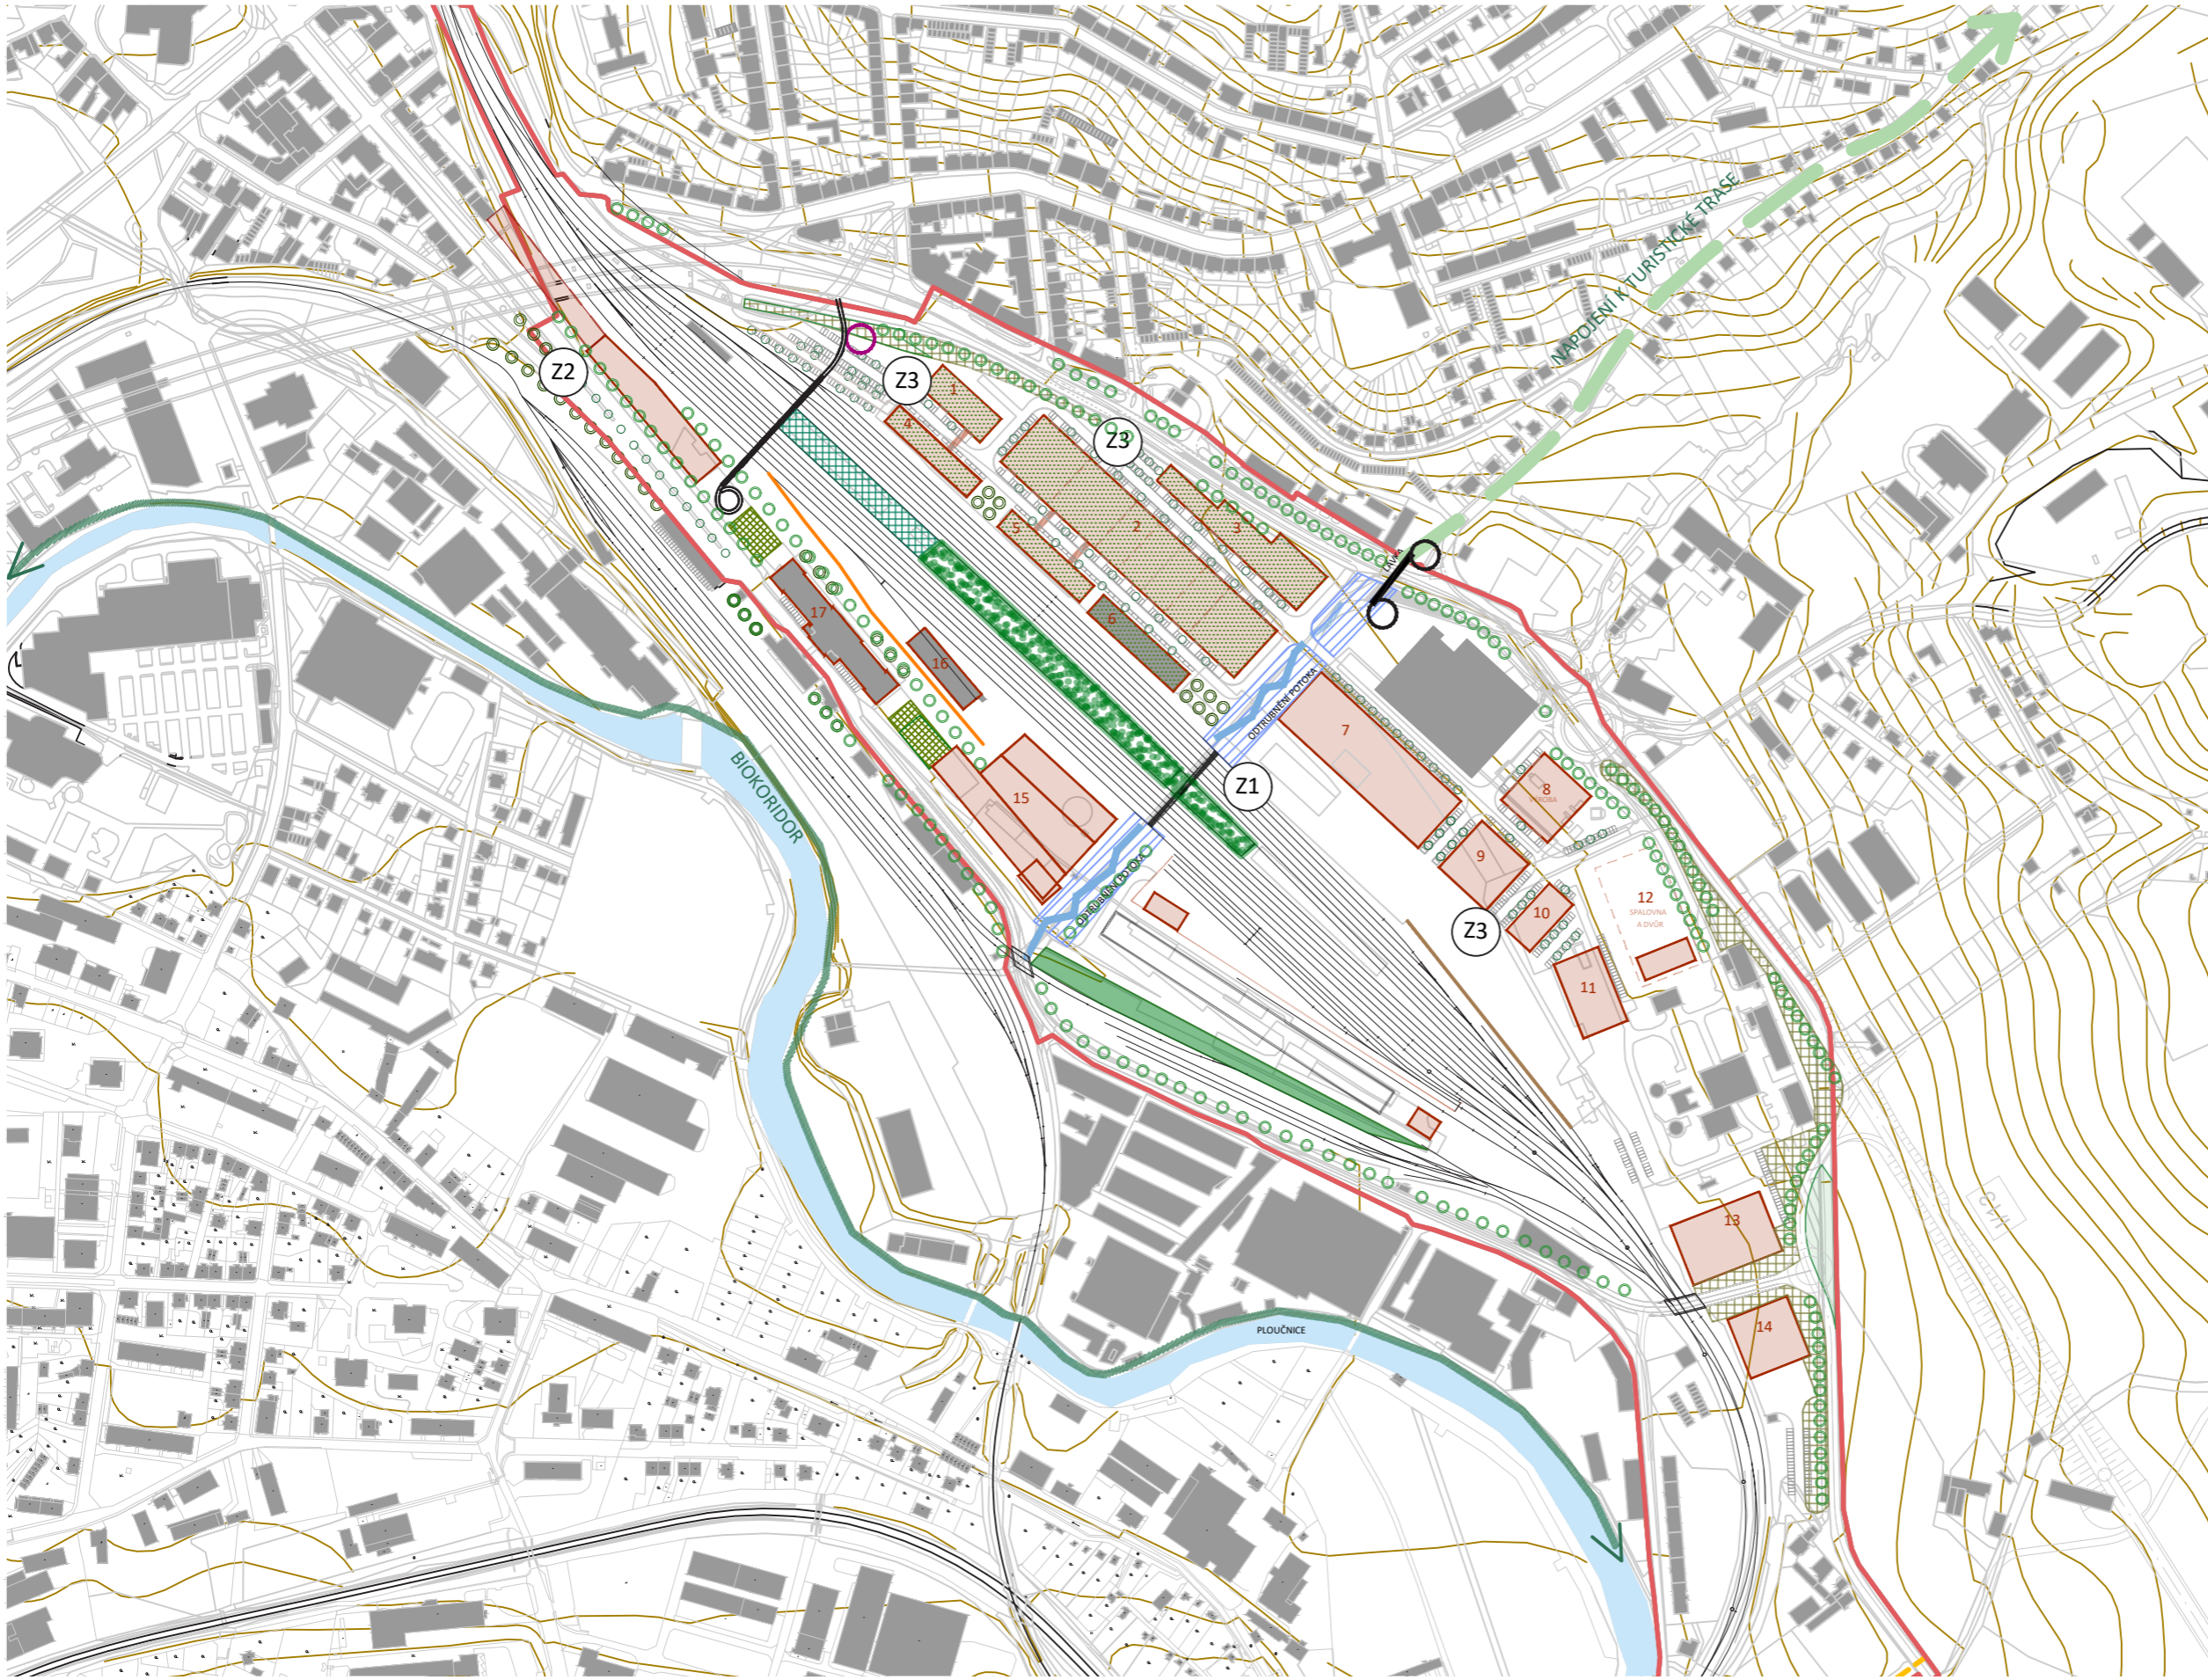 NAPOJENÍ K TURISTICKÉ TRASE
Z2
Z3
1
4
Z3
2
3
5
LÁVKA
6
17
16
ODTRUBNĚNÍ POTOKA
7
BIOKORIDOR
Z1
15
8
VÝROBA
9
ODTRUBNĚNÍ POTOKA
10
12
SPALOVNA
A DVŮR
Z3
11
13
14
PLOUČNICE